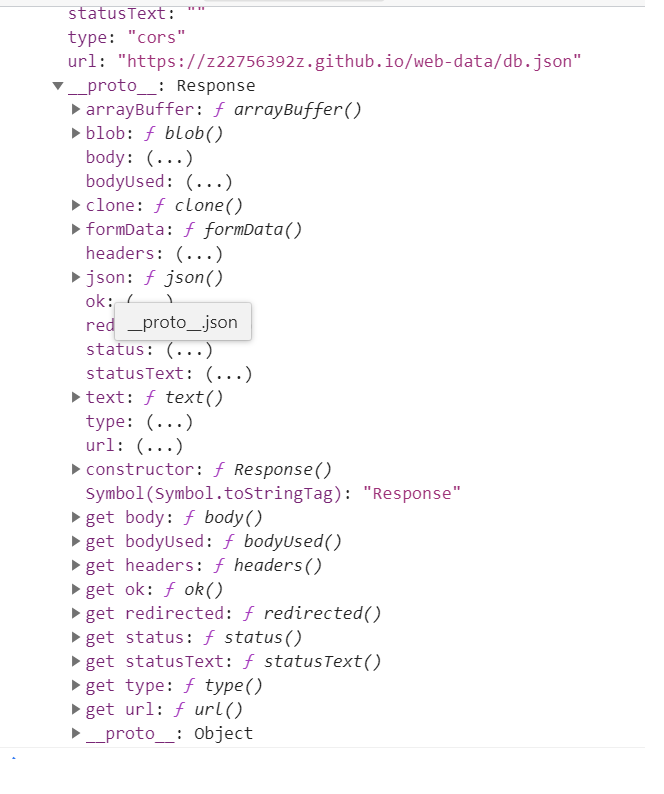 statusText: ""
type: "cors"
url: "https://z22756392z.github.io/web-data/db.json"
▼__proto__: Response
▶arrayBuffer: ƒ arrayBuffer()
▶blob: ƒ blob()
body: (...)
bodyUsed: (...)
▶clone: ƒ clone()
▶formData: ƒ formData()
headers: (...)
▶json: ƒ json()
ok: (...)
red
__proto__.json
status: (...)
statusText: (...)
▶text: ƒ text()
type: (...)
url: (...)
▶constructor: ƒ Response()
Symbol(Symbol.toStringTag): "Response"
▶get body: ƒ body()
▶get bodyUsed: ƒ bodyUsed()
▶get headers: ƒ headers()
▶get ok: ƒ ok()
▶get redirected: ƒ redirected()
▶get status: ƒ status()
▶get statusText: ƒ statusText()
▶get type: ƒ type()
▶get url: ƒ url()
▶__proto__: Object